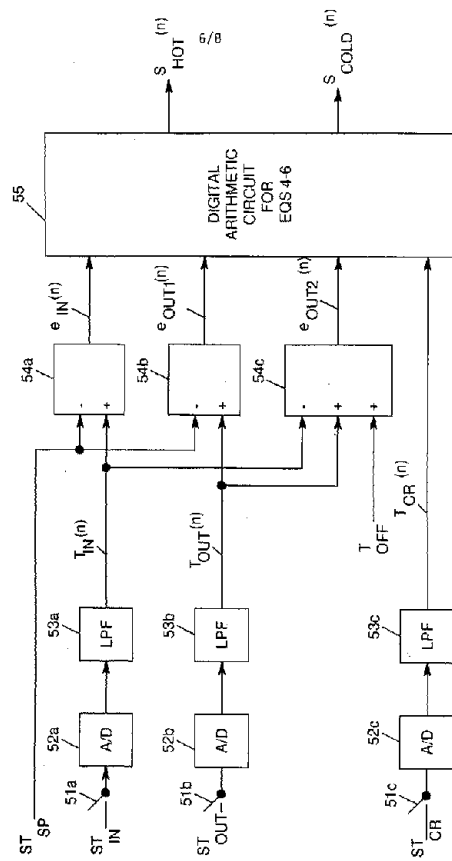 6/8
S HOT (n)
S COLD (n)
55
DIGITAL
ARITHMETIC
CIRCUIT
FOR
EQS 4-6
e IN (n)
e OUT1 (n)
e OUT2 (n)
54a
- +
54b
- +
54c
- + +
T IN (n)
T OUT (n)
T OFF
T CR (n)
53a
LPF
53b
LPF
53c
LPF
52a
A/D
52b
A/D
52c
A/D
51a
51b
51c
ST SP
ST IN
ST OUT
ST CR